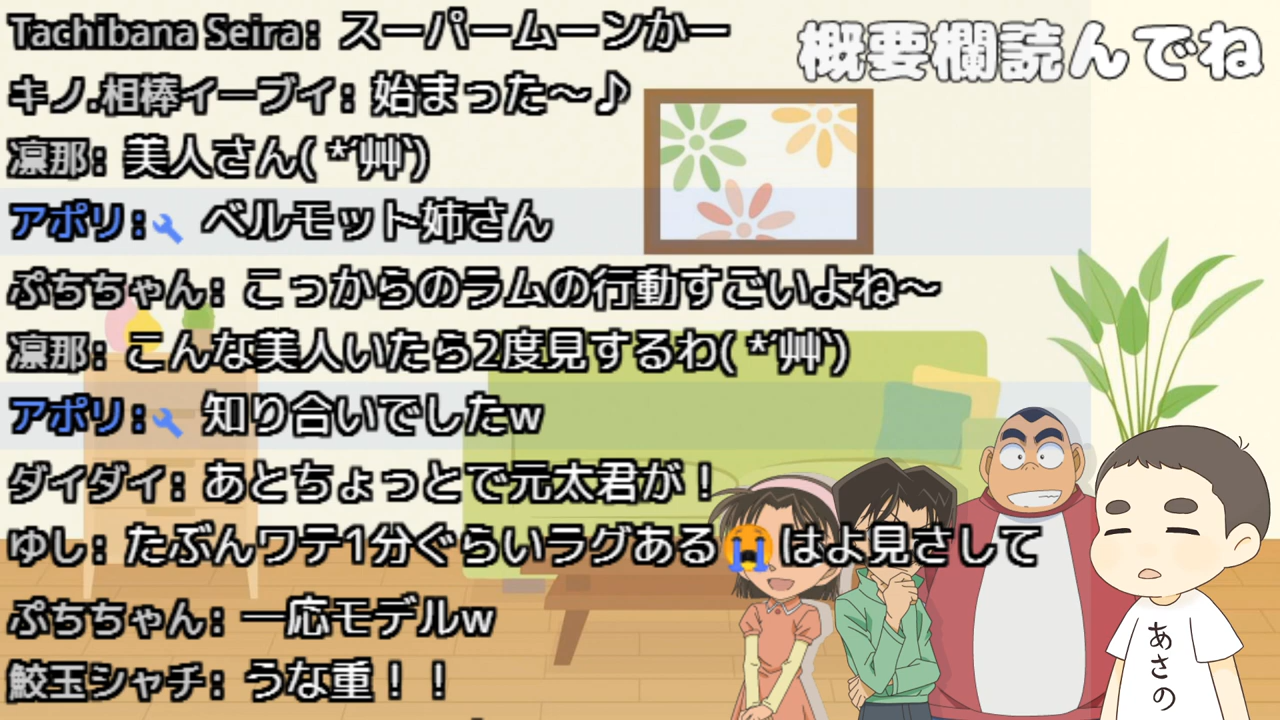 Tachibana Seira: スーパームーンかー
概要欄読んでね
キノ.相棒イーブイ: 始まった～♪
凛那: 美人さん( *´艸`)
アポリ: ベルモット姉さん
ぷちちゃん: こっからのラムの行動すごいよね～
凛那: こんな美人いたら2度見するわ( *´艸`)
アポリ: 知り合いでしたw
ダイダイ: あとちょっとで元太君が！
ゆし: たぶんワテ1分ぐらいラグある😭はよ見さして
ぷちちゃん: 一応モデルw
鮫玉シャチ: うな重！！
あさの